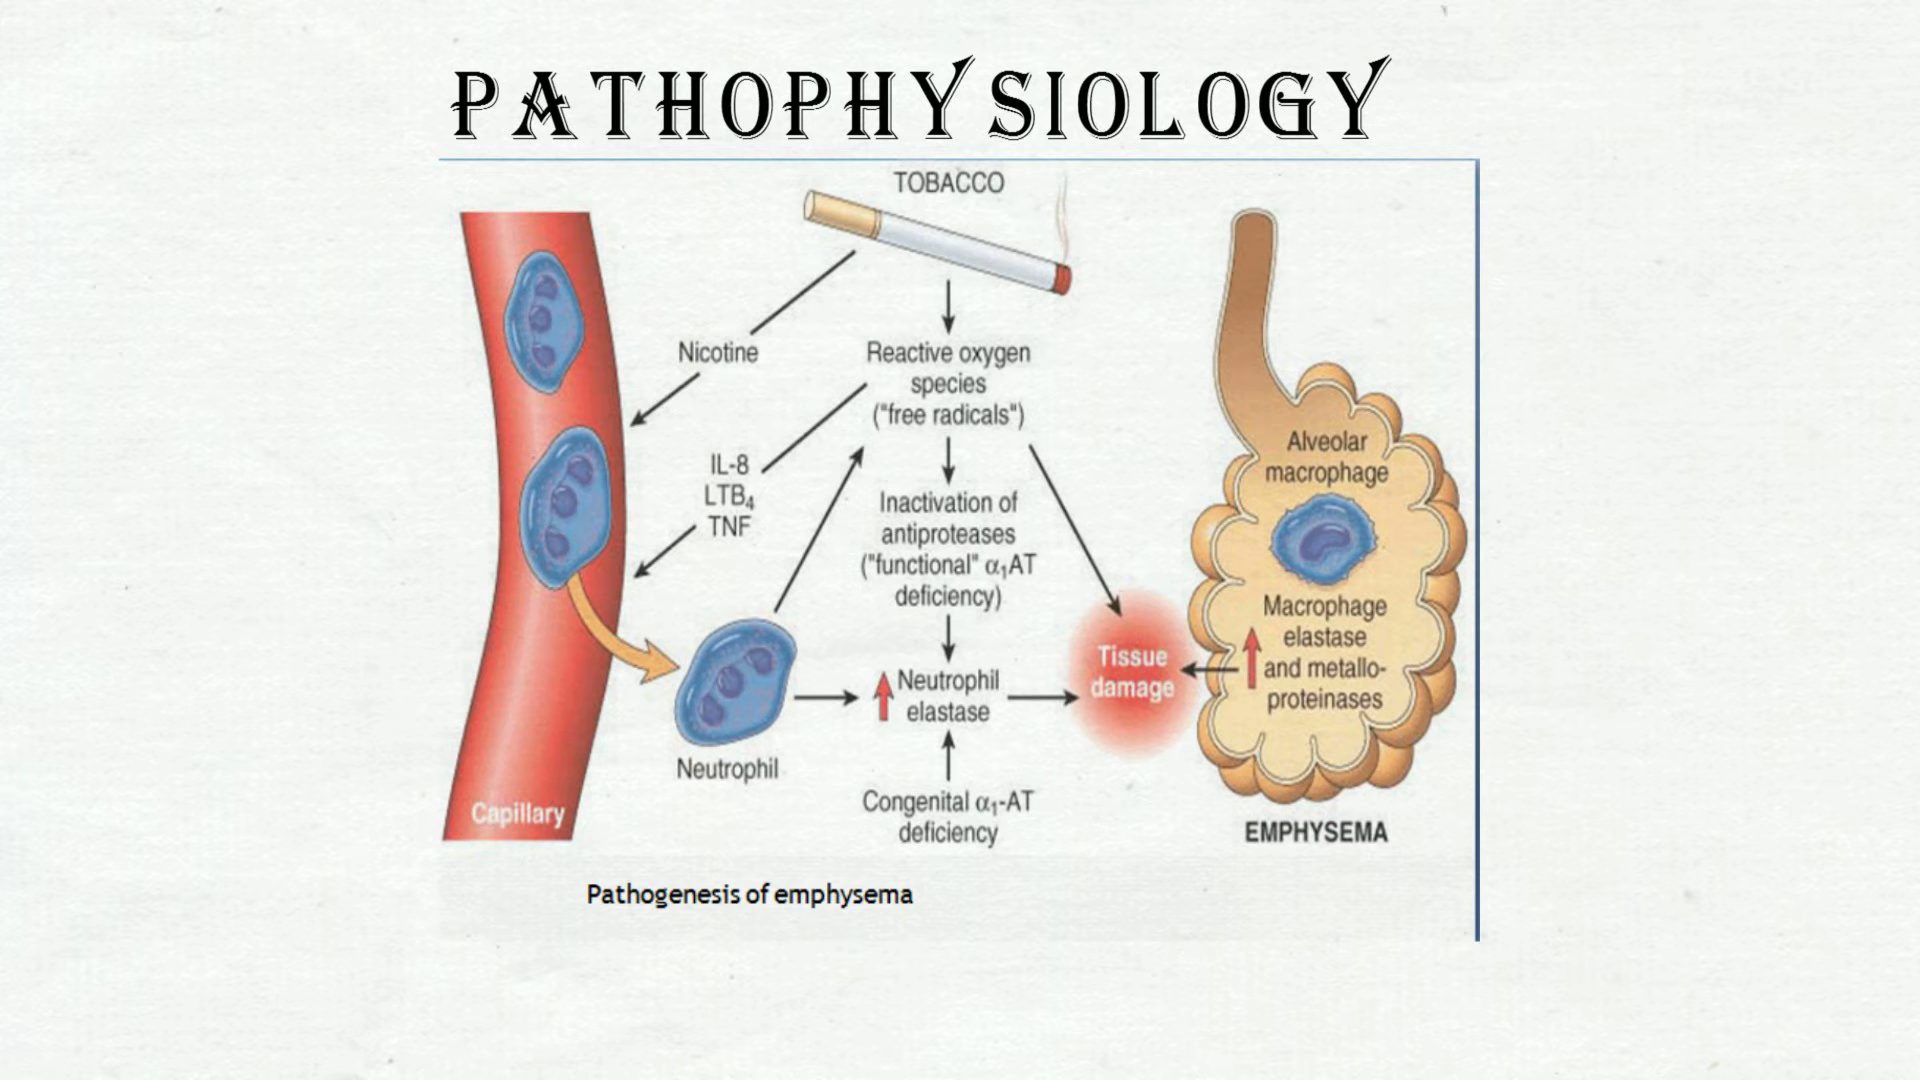 PATHOPHYSIOLOGY
TOBACCO
Nicotine
Reactive oxygen
species
("free radicals")
IL-8
LTB₄
TNF
Inactivation of
antiproteases
("functional" α₁AT
deficiency)
Neutrophil
elastase
Congenital α₁-AT
deficiency
Neutrophil
Capillary
Tissue
damage
Alveolar
macrophage
Macrophage
elastase
and metallo-
proteinases
EMPHYSEMA
Pathogenesis of emphysema